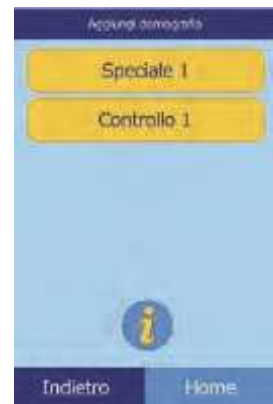 Aggiungi demografia
Speciale 1
Controllo 1
i
Indietro
Home